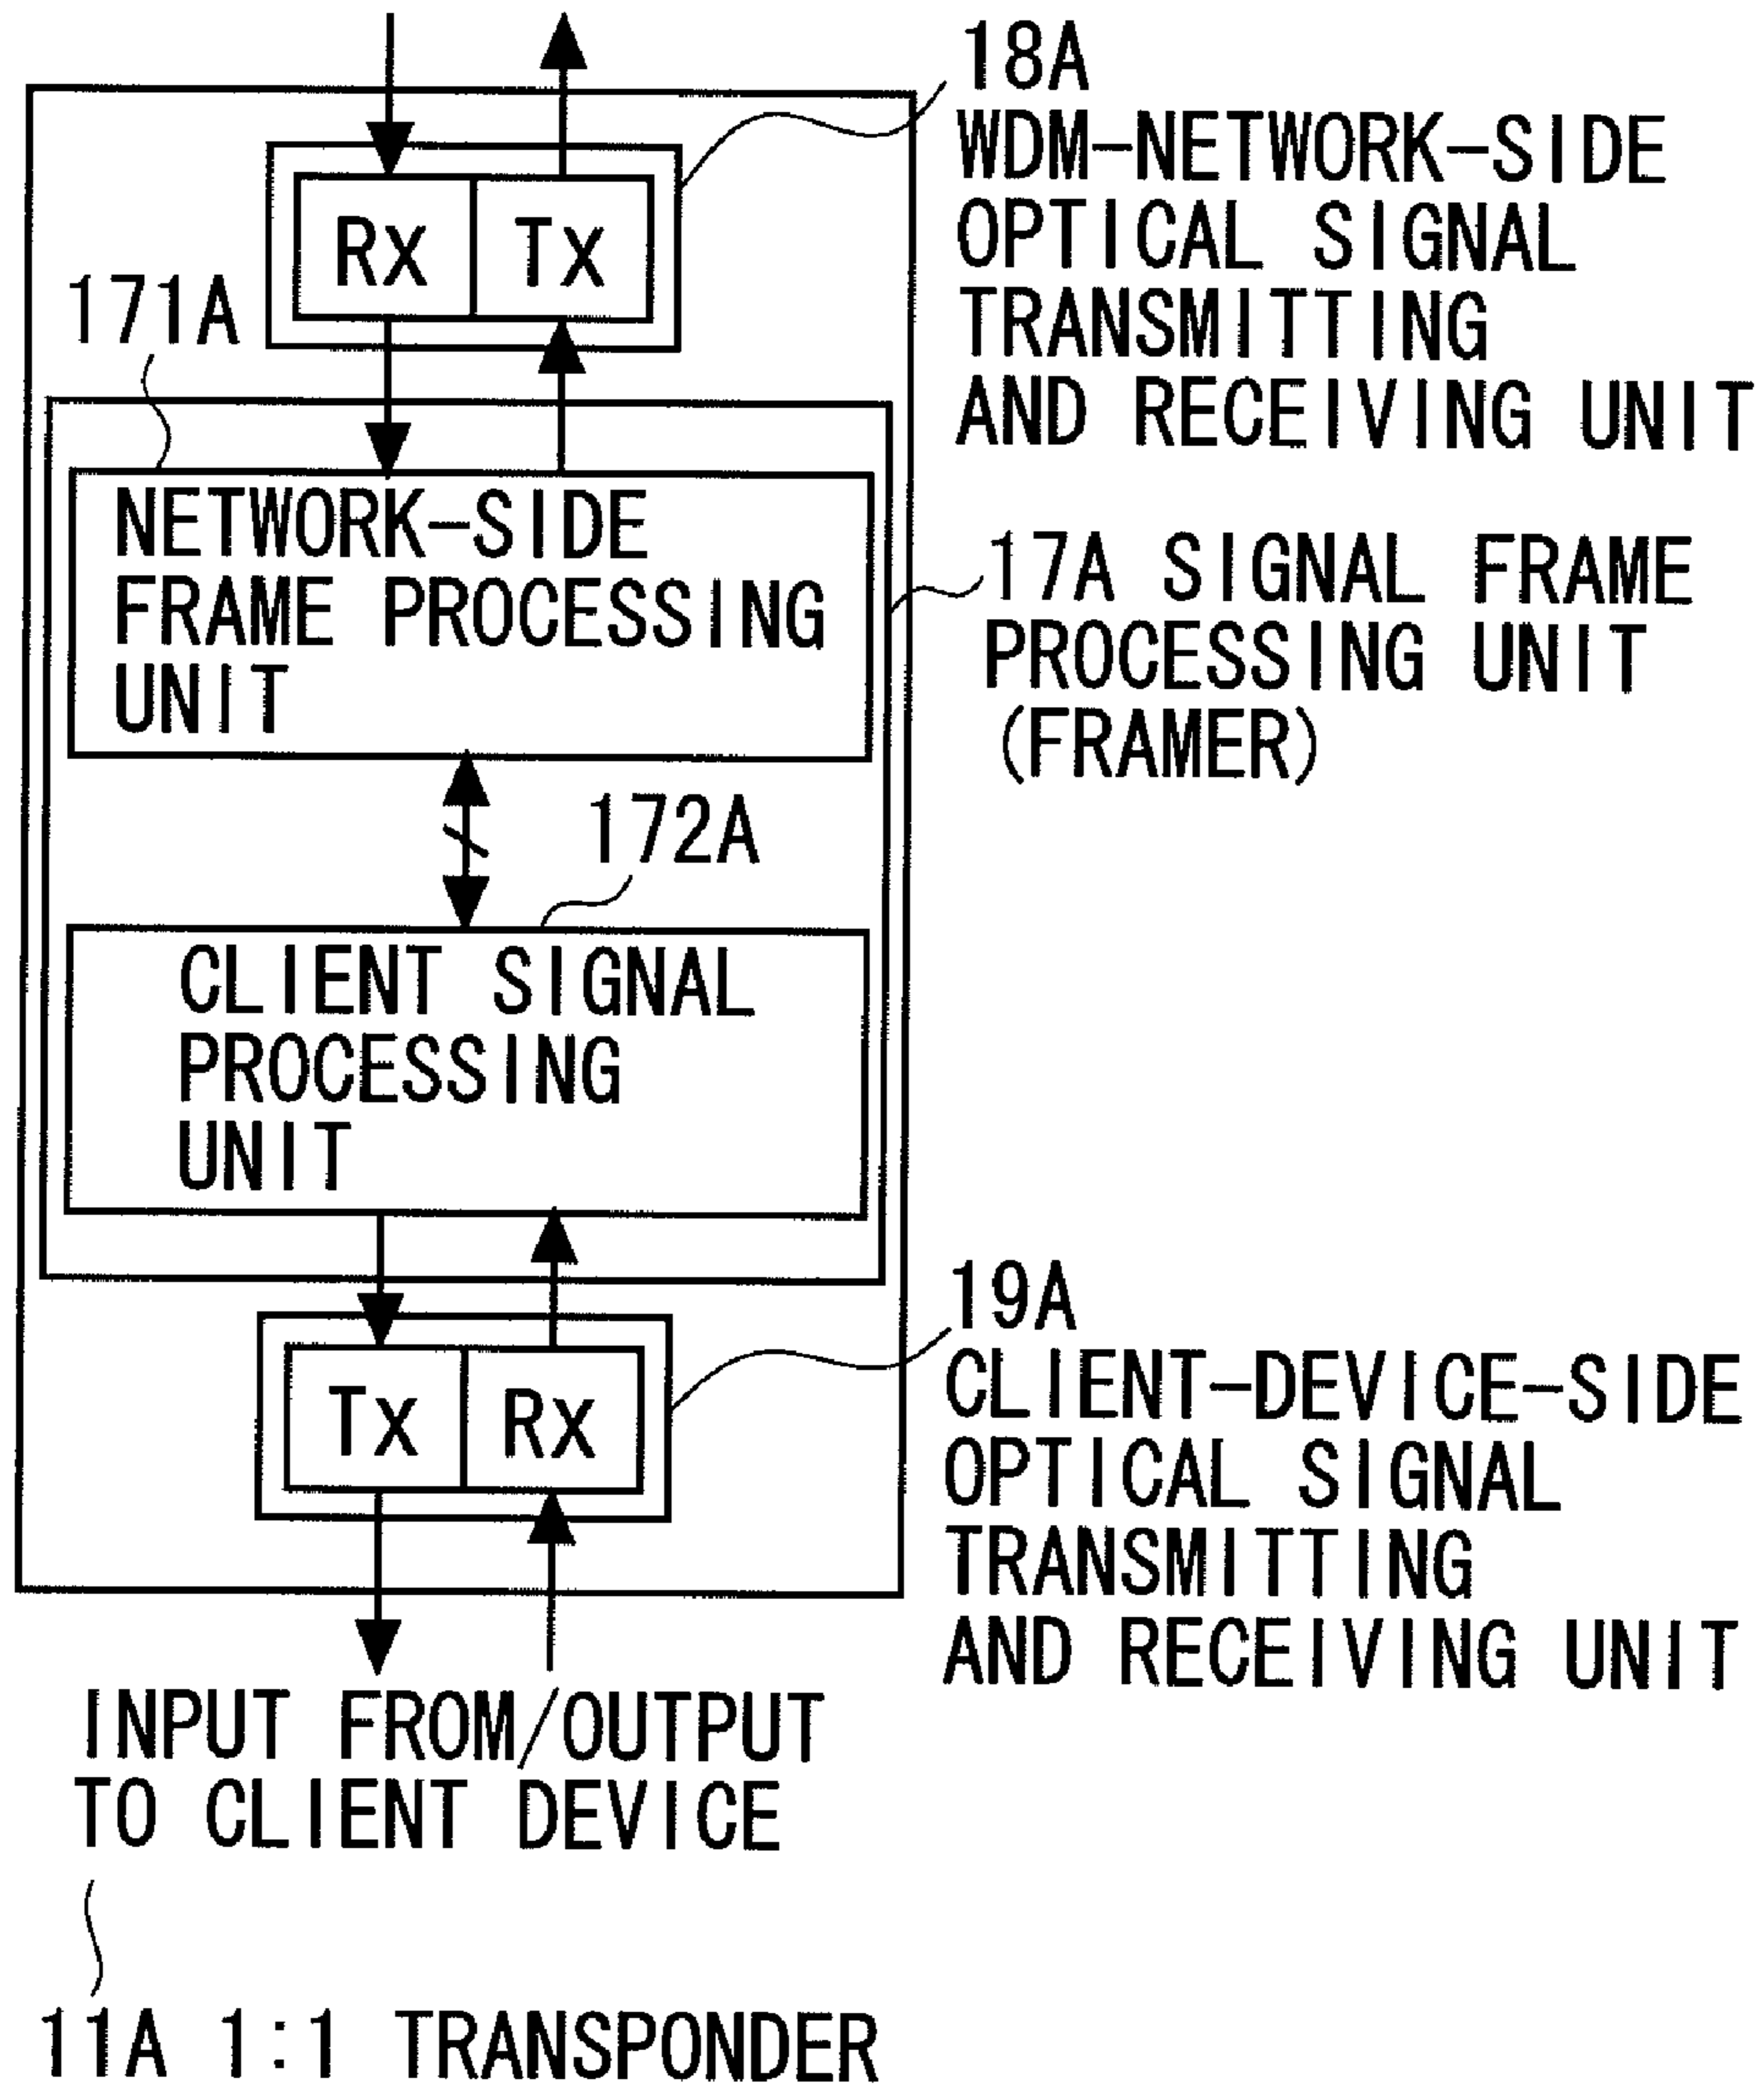 18A
WDM-NETWORK-SIDE
OPTICAL SIGNAL
TRANSMITTING
AND RECEIVING UNIT
Rx Tx
171A
NETWORK-SIDE
FRAME PROCESSING
UNIT
17A SIGNAL FRAME
PROCESSING UNIT
(FRAMER)
172A
CLIENT SIGNAL
PROCESSING
UNIT
19A
CLIENT-DEVICE-SIDE
OPTICAL SIGNAL
TRANSMITTING
AND RECEIVING UNIT
Tx Rx
INPUT FROM/OUTPUT
TO CLIENT DEVICE
11A 1:1 TRANSPONDER